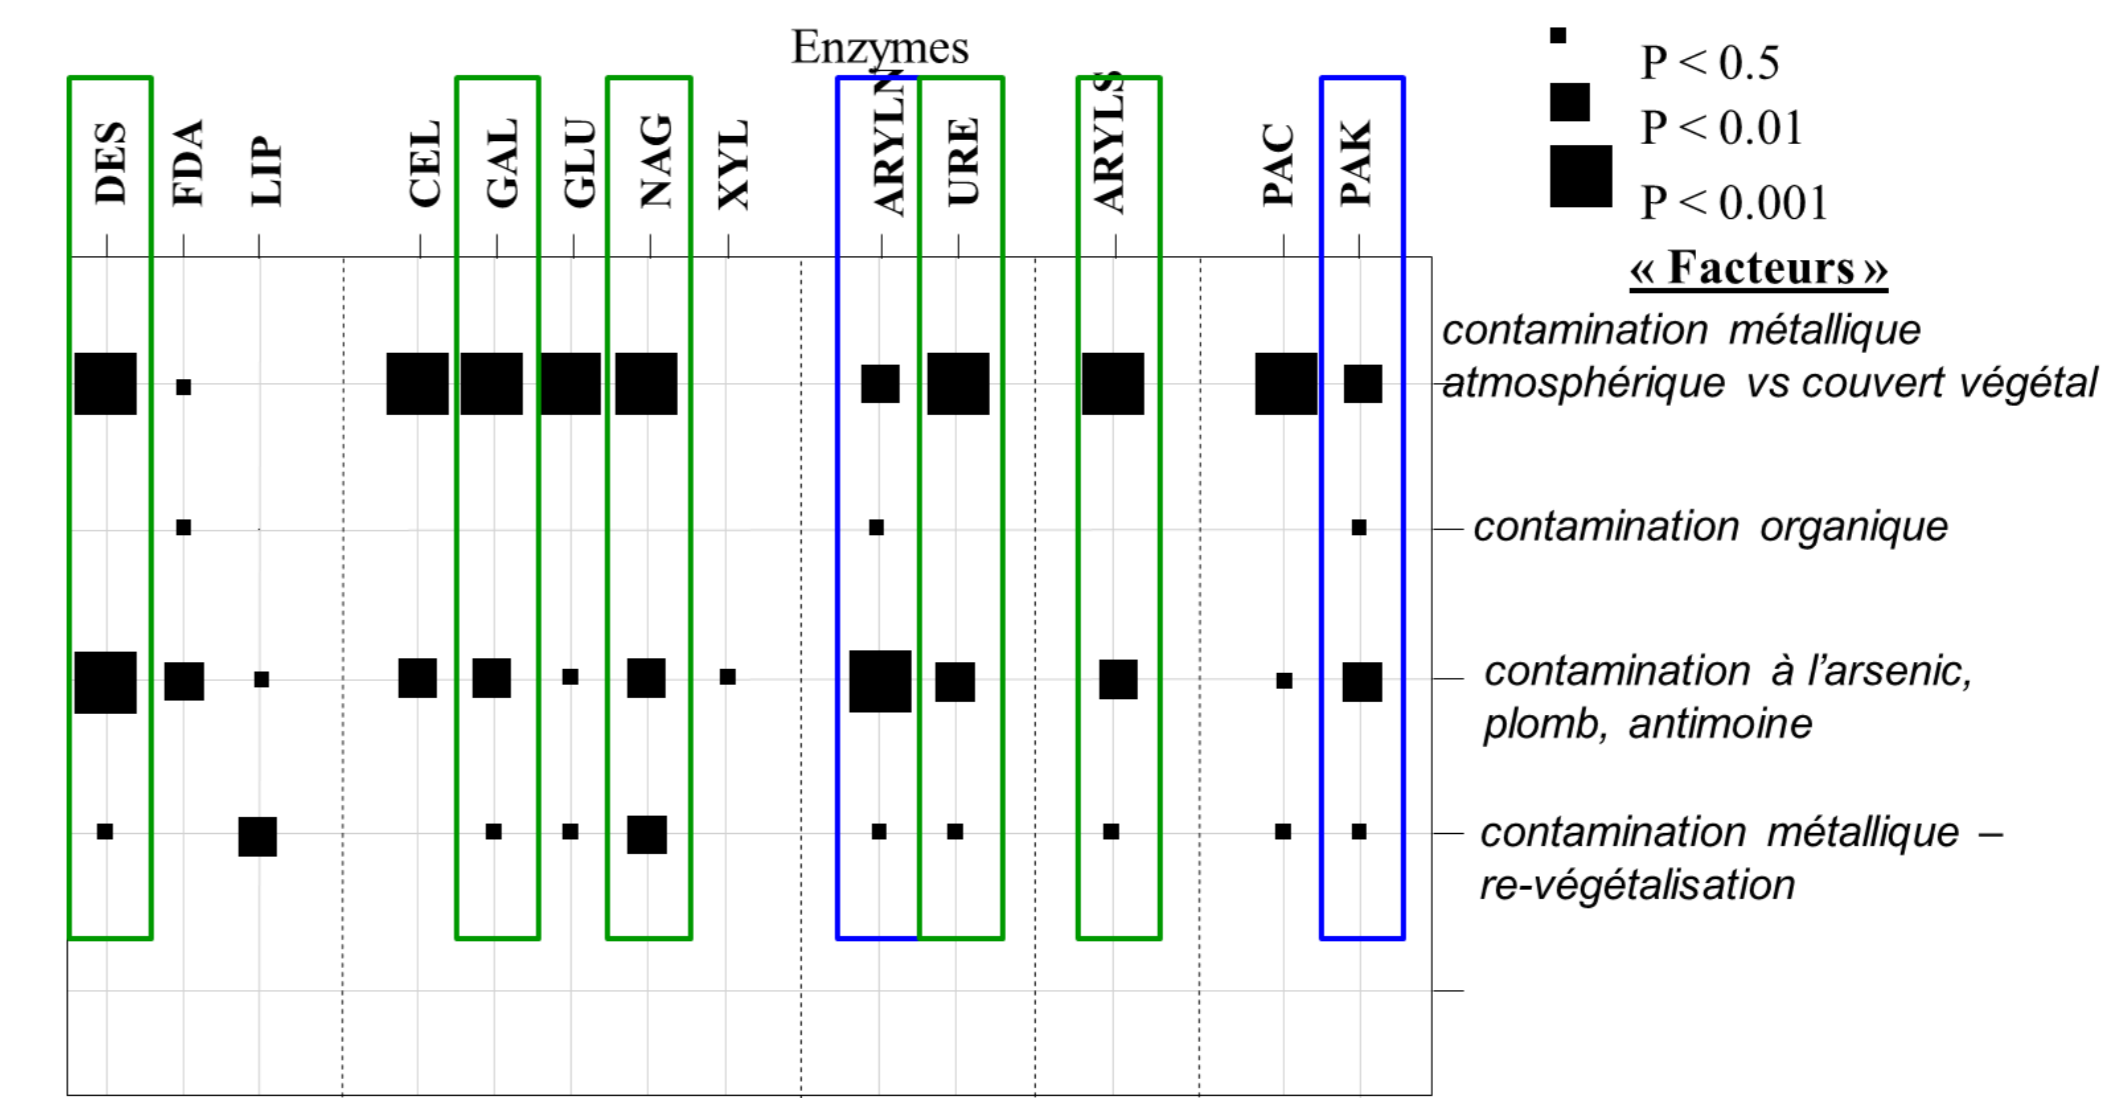 Enzymes
DES
FDA
LIP
CEL
GAL
GLU
NAG
XYL
ARYLN
URE
ARYLS
PAC
PAK
P < 0.5
P < 0.01
P < 0.001
« Facteurs »
contamination métallique
atmosphérique vs couvert végétal
contamination organique
contamination à l’arsenic,
plomb, antimoine
contamination métallique –
re-végétalisation